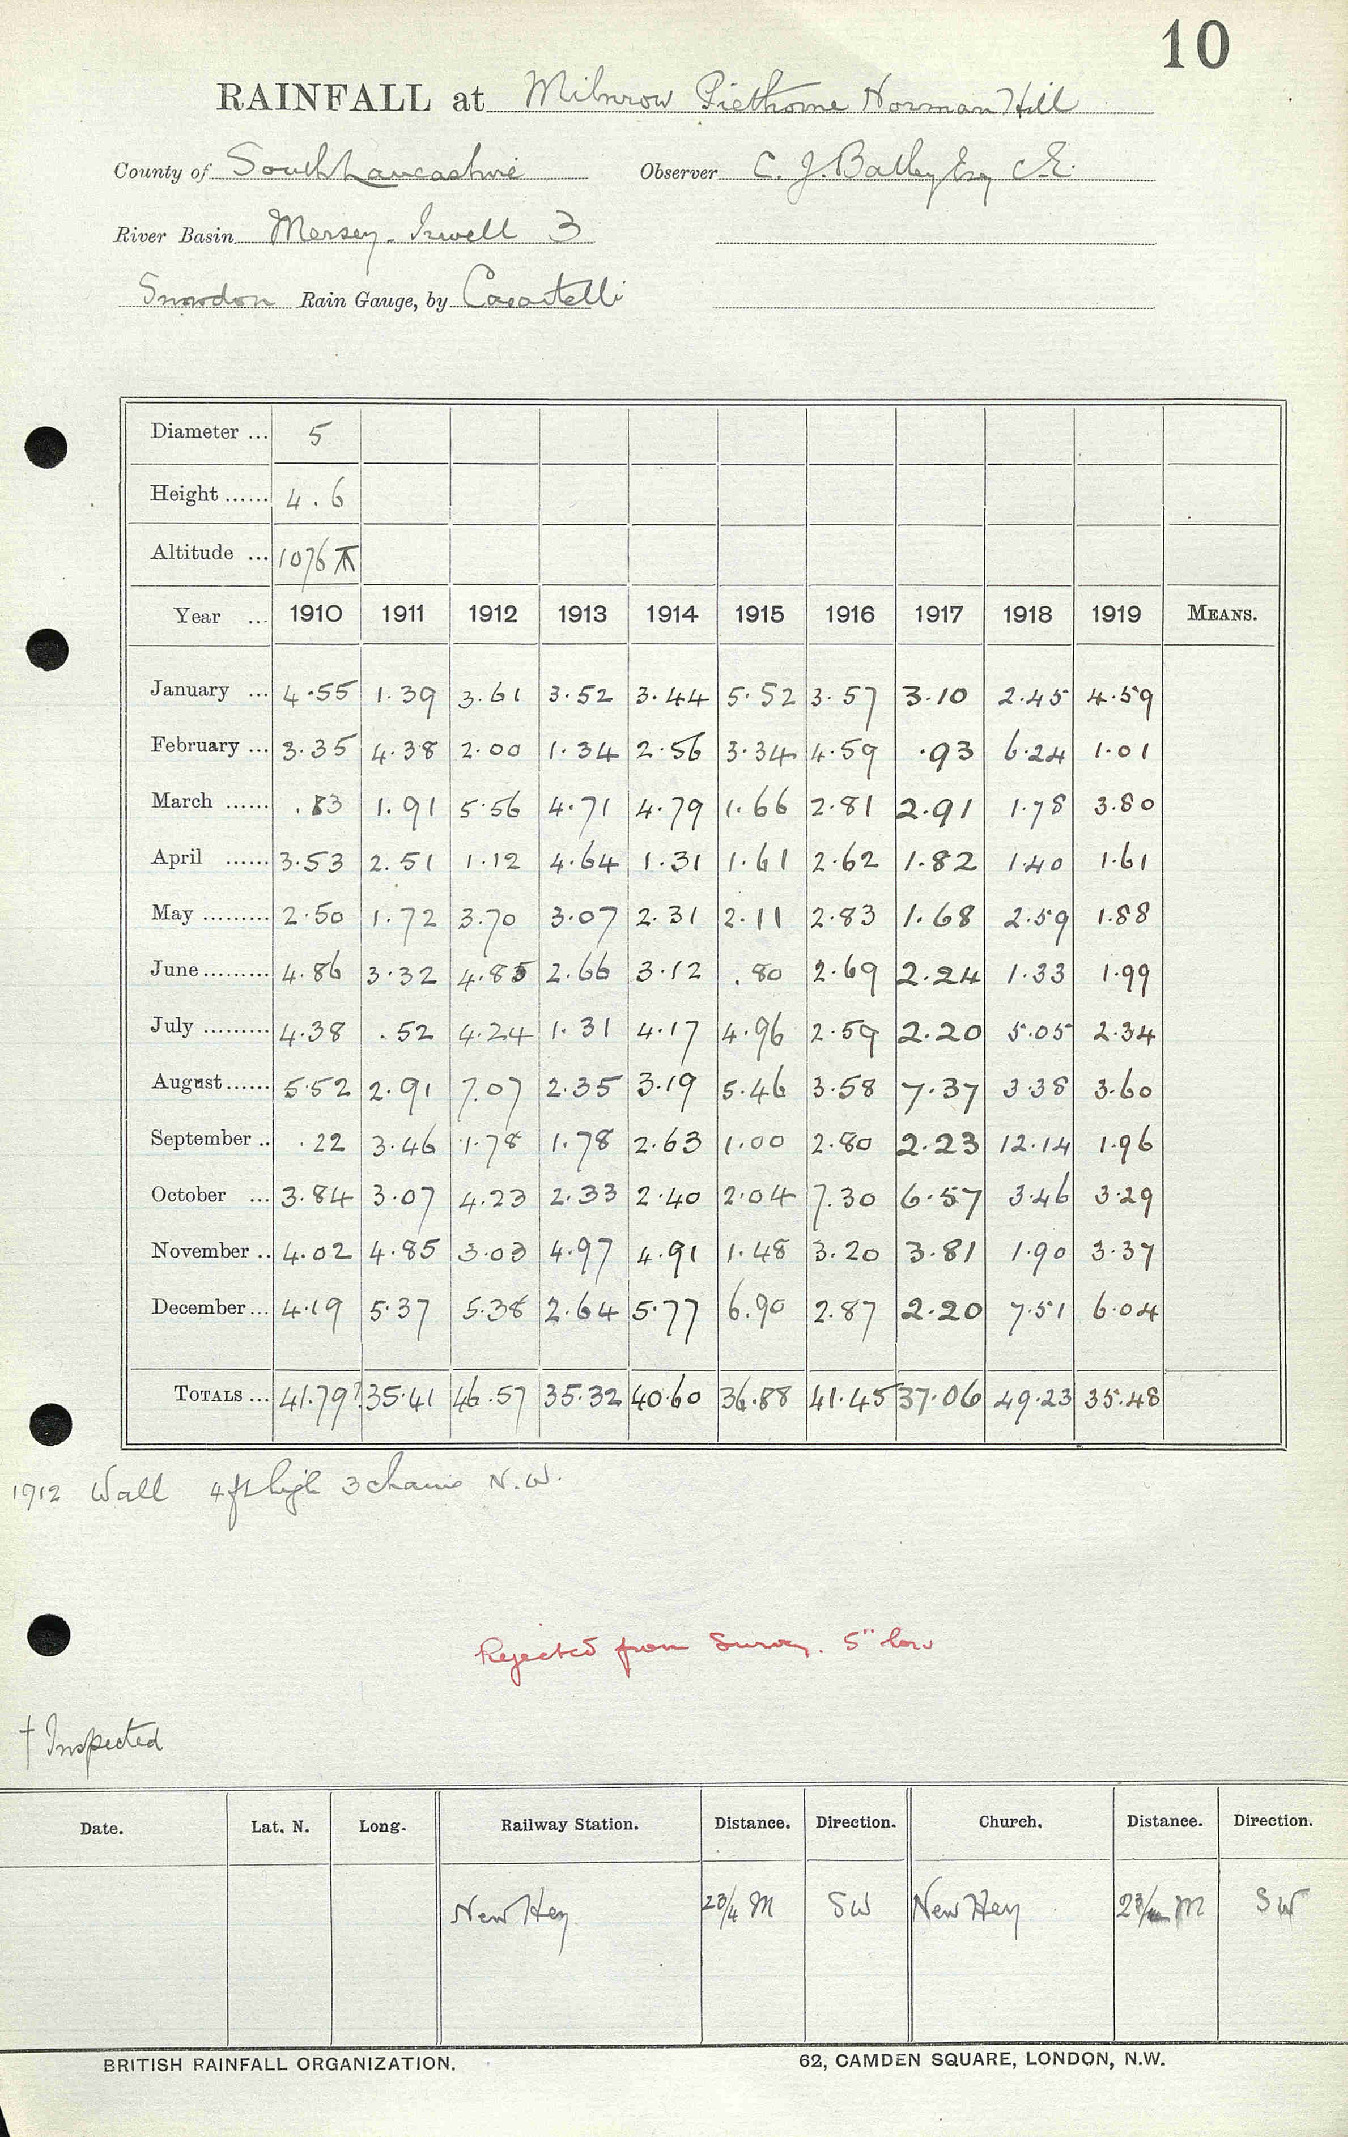 10
RAINFALL at Milnrow Piethorne Norman Hill
County of South Lancashire Observer C. J. Batley Esq C.E.
River Basin Mersey - Irwell 3
Snowdon Rain Gauge, by Casartelli
Diameter ... 5
Height ...... 4.6
Altitude ... 1076
Year ... 1910 1911 1912 1913 1914 1915 1916 1917 1918 1919 MEANS.
January ... 4.55 1.39 3.61 3.52 3.44 5.52 3.57 3.10 2.45 4.59
February ... 3.35 4.38 2.00 1.34 2.56 3.34 4.59 .93 6.24 1.01
March ...... .83 1.91 5.56 4.71 4.79 1.66 2.81 2.91 1.78 3.80
April ...... 3.53 2.51 1.12 4.64 1.31 1.61 2.62 1.82 1.40 1.61
May ......... 2.50 1.72 3.70 3.07 2.31 2.11 2.83 1.68 2.59 1.88
June ......... 4.86 3.32 4.85 2.66 3.12 .80 2.69 2.24 1.33 1.99
July ......... 4.38 .52 4.24 1.31 4.17 4.96 2.59 2.20 5.05 2.34
August ...... 5.52 2.91 7.07 2.35 3.19 5.46 3.58 7.37 3.38 3.60
September .. .22 3.46 1.78 1.78 2.63 1.00 2.80 2.23 12.14 1.96
October ... 3.84 3.07 4.23 2.33 2.40 2.04 7.30 6.57 3.46 3.29
November .. 4.02 4.85 3.03 4.97 4.91 1.48 3.20 3.81 1.90 3.37
December ... 4.19 5.37 5.38 2.64 5.77 6.90 2.87 2.20 7.51 6.04
TOTALS ... 41.79? 35.41 46.57 35.32 40.60 36.88 41.45 37.06 49.23 35.48
1912 Wall 4 ft high 3 chains N.W.
Rejected from Survey. 5" low
† Inspected
Date. Lat. N. Long. Railway Station. Distance. Direction. Church. Distance. Direction.
New Hey 2 3/4 M SW New Hey 2 3/4 M SW
BRITISH RAINFALL ORGANIZATION. 62, CAMDEN SQUARE, LONDON, N.W.